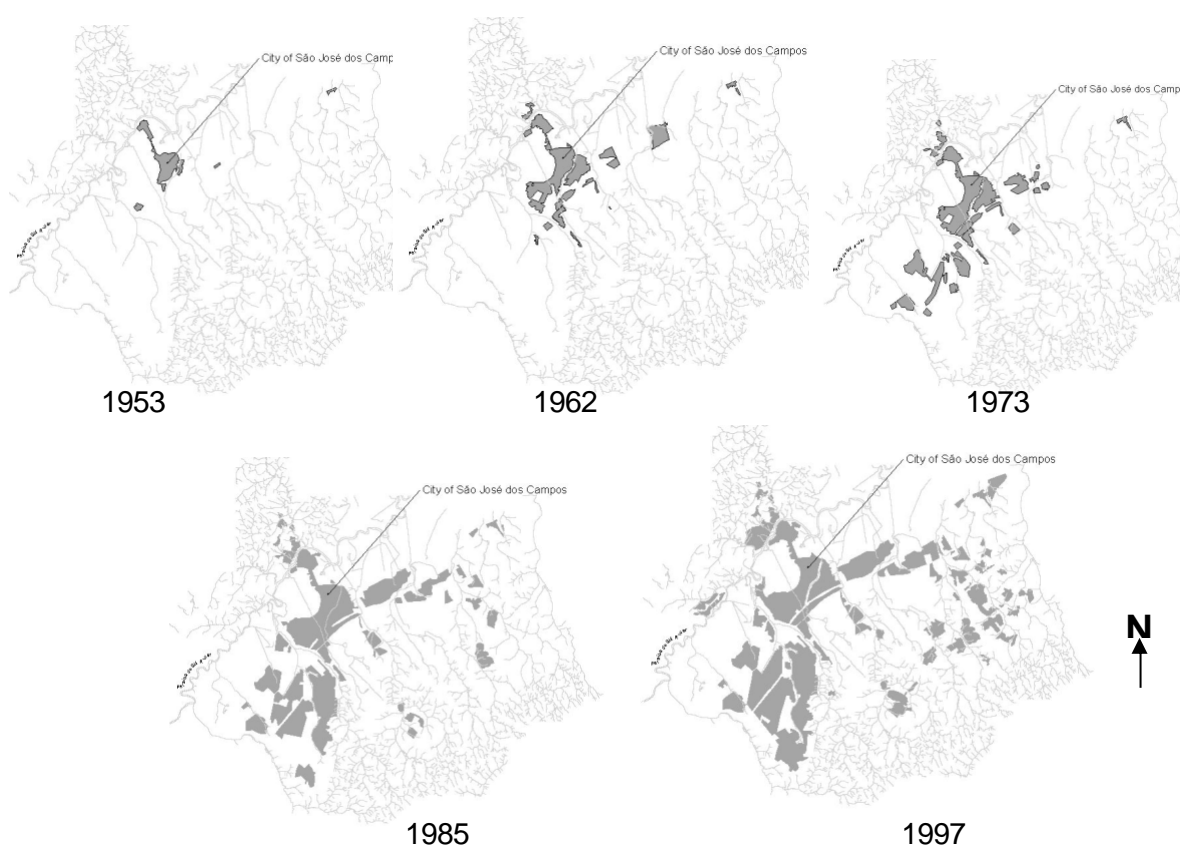 City of São José dos Camp
City of São José dos Campos
City of São José dos Camp
1953
1962
1973
City of São José dos Campos
City of São José dos Campos
N
1985
1997